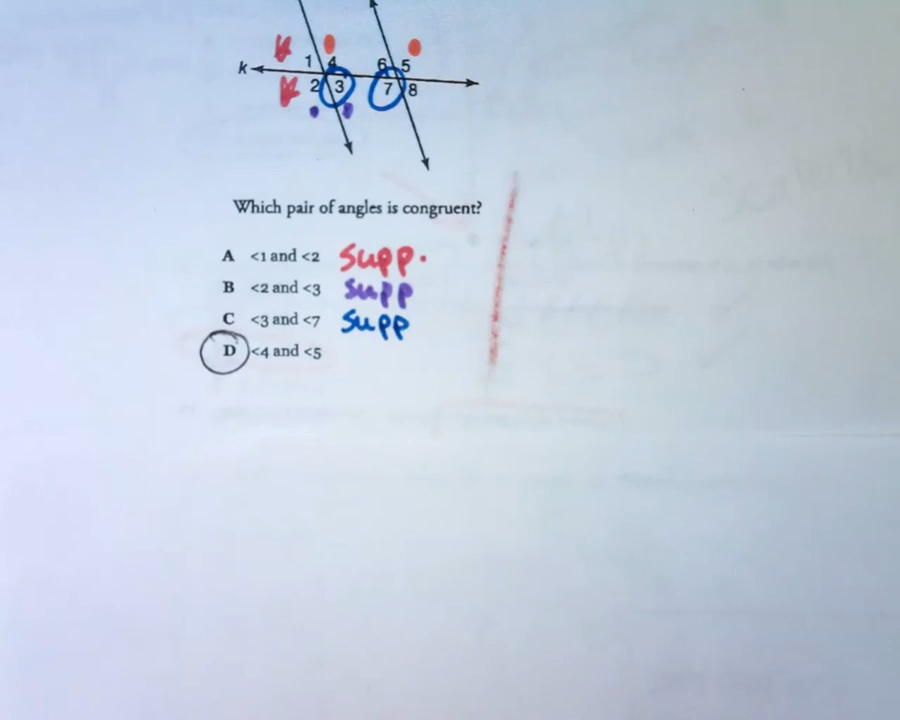 1 4 6 5
k
2 3 7 8
Which pair of angles is congruent?
A <1 and <2 supp.
B <2 and <3 supp
C <3 and <7 supp
D <4 and <5